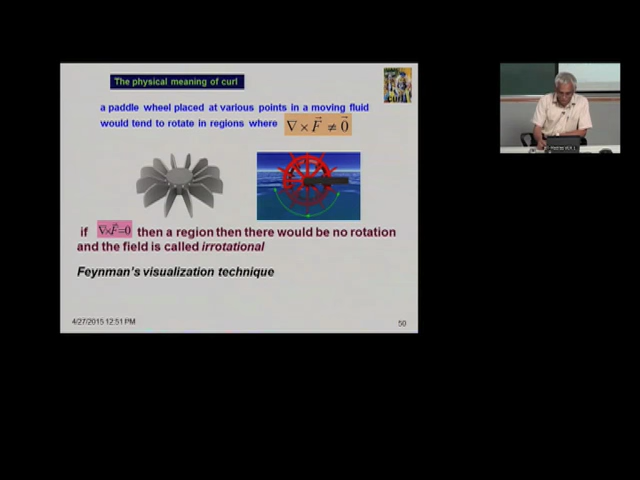 The physical meaning of curl
curl
a paddle wheel placed at various points in a moving fluid
would tend to rotate in regions where ∇ × F⃗ ≠ 0⃗
if ∇×F⃗=0 then a region then there would be no rotation
and the field is called irrotational
Feynman's visualization technique
4/27/2015 12:51 PM
50